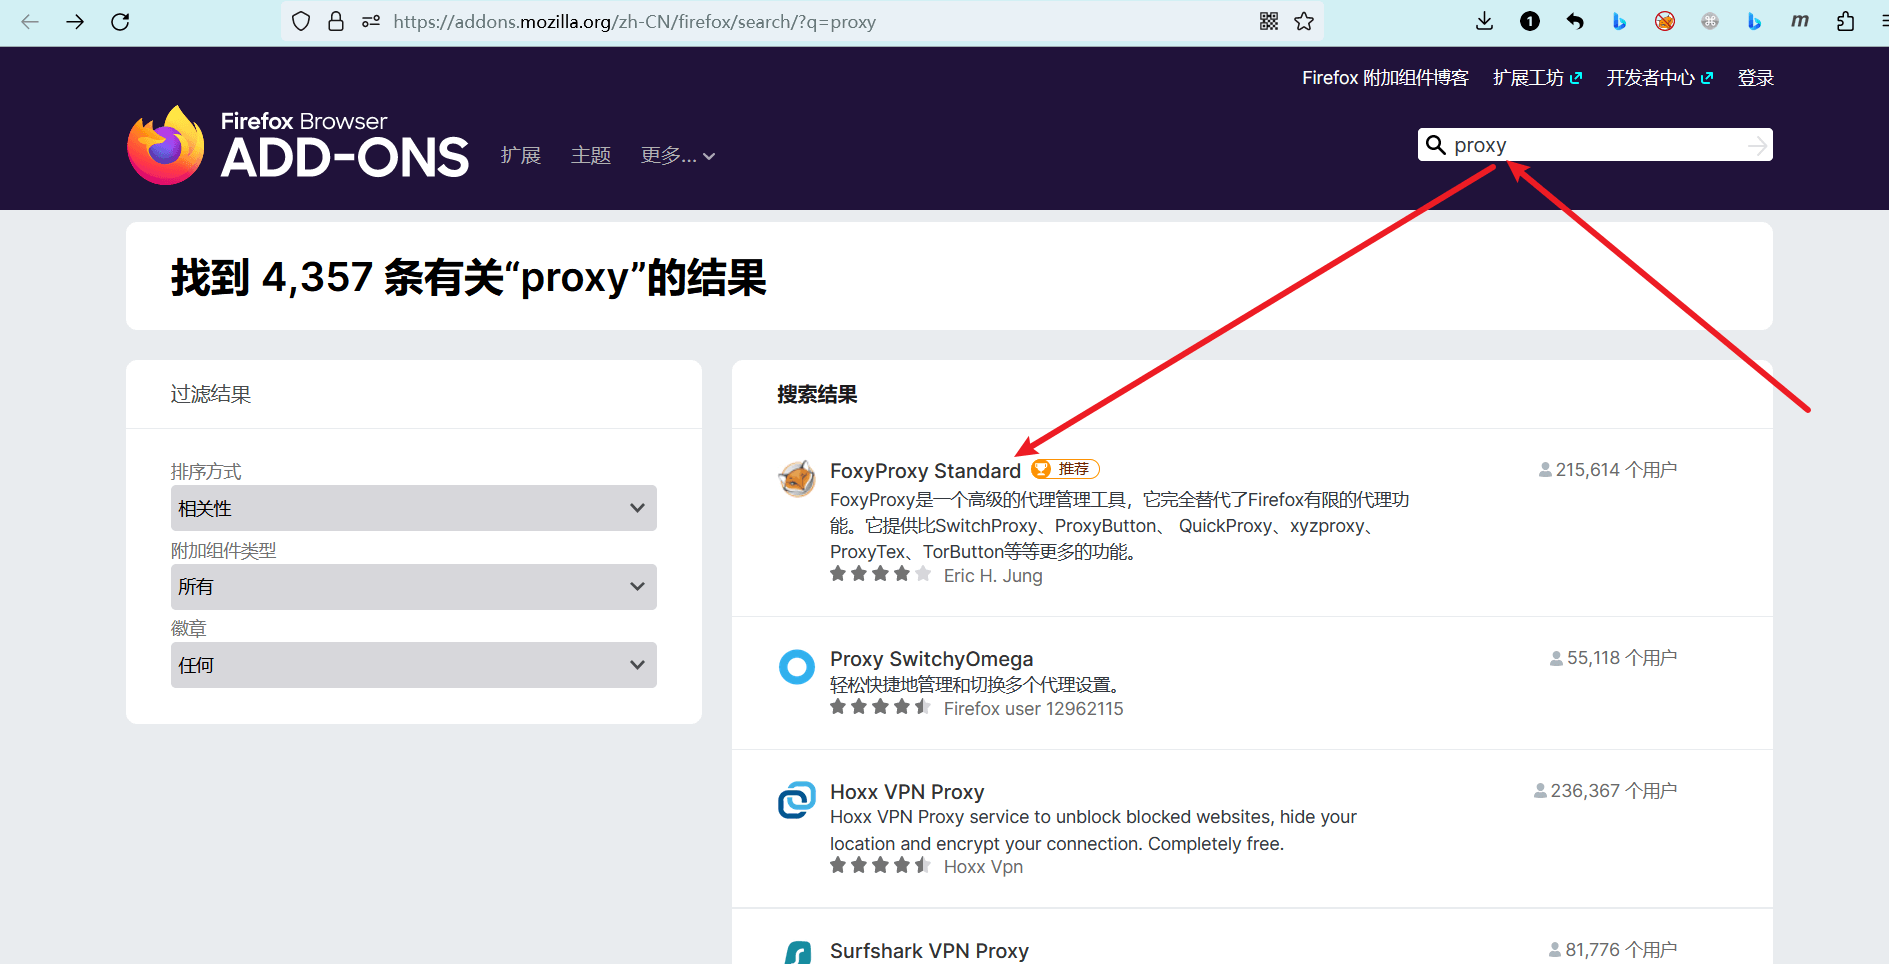 https://addons.mozilla.org/zh-CN/firefox/search/?q=proxy
1
m
Firefox 附加组件博客
扩展工坊
开发者中心
登录
Firefox Browser
ADD-ONS
扩展
主题
更多...
proxy
找到 4,357 条有关“proxy”的结果
过滤结果
排序方式
相关性
附加组件类型
所有
徽章
任何
搜索结果
FoxyProxy Standard
推荐
215,614 个用户
FoxyProxy是一个高级的代理管理工具，它完全替代了Firefox有限的代理功
能。它提供比SwitchProxy、ProxyButton、 QuickProxy、xyzproxy、
ProxyTex、TorButton等等更多的功能。
Eric H. Jung
Proxy SwitchyOmega
55,118 个用户
轻松快捷地管理和切换多个代理设置。
Firefox user 12962115
Hoxx VPN Proxy
236,367 个用户
Hoxx VPN Proxy service to unblock blocked websites, hide your
location and encrypt your connection. Completely free.
Hoxx Vpn
Surfshark VPN Proxy
81,776 个用户